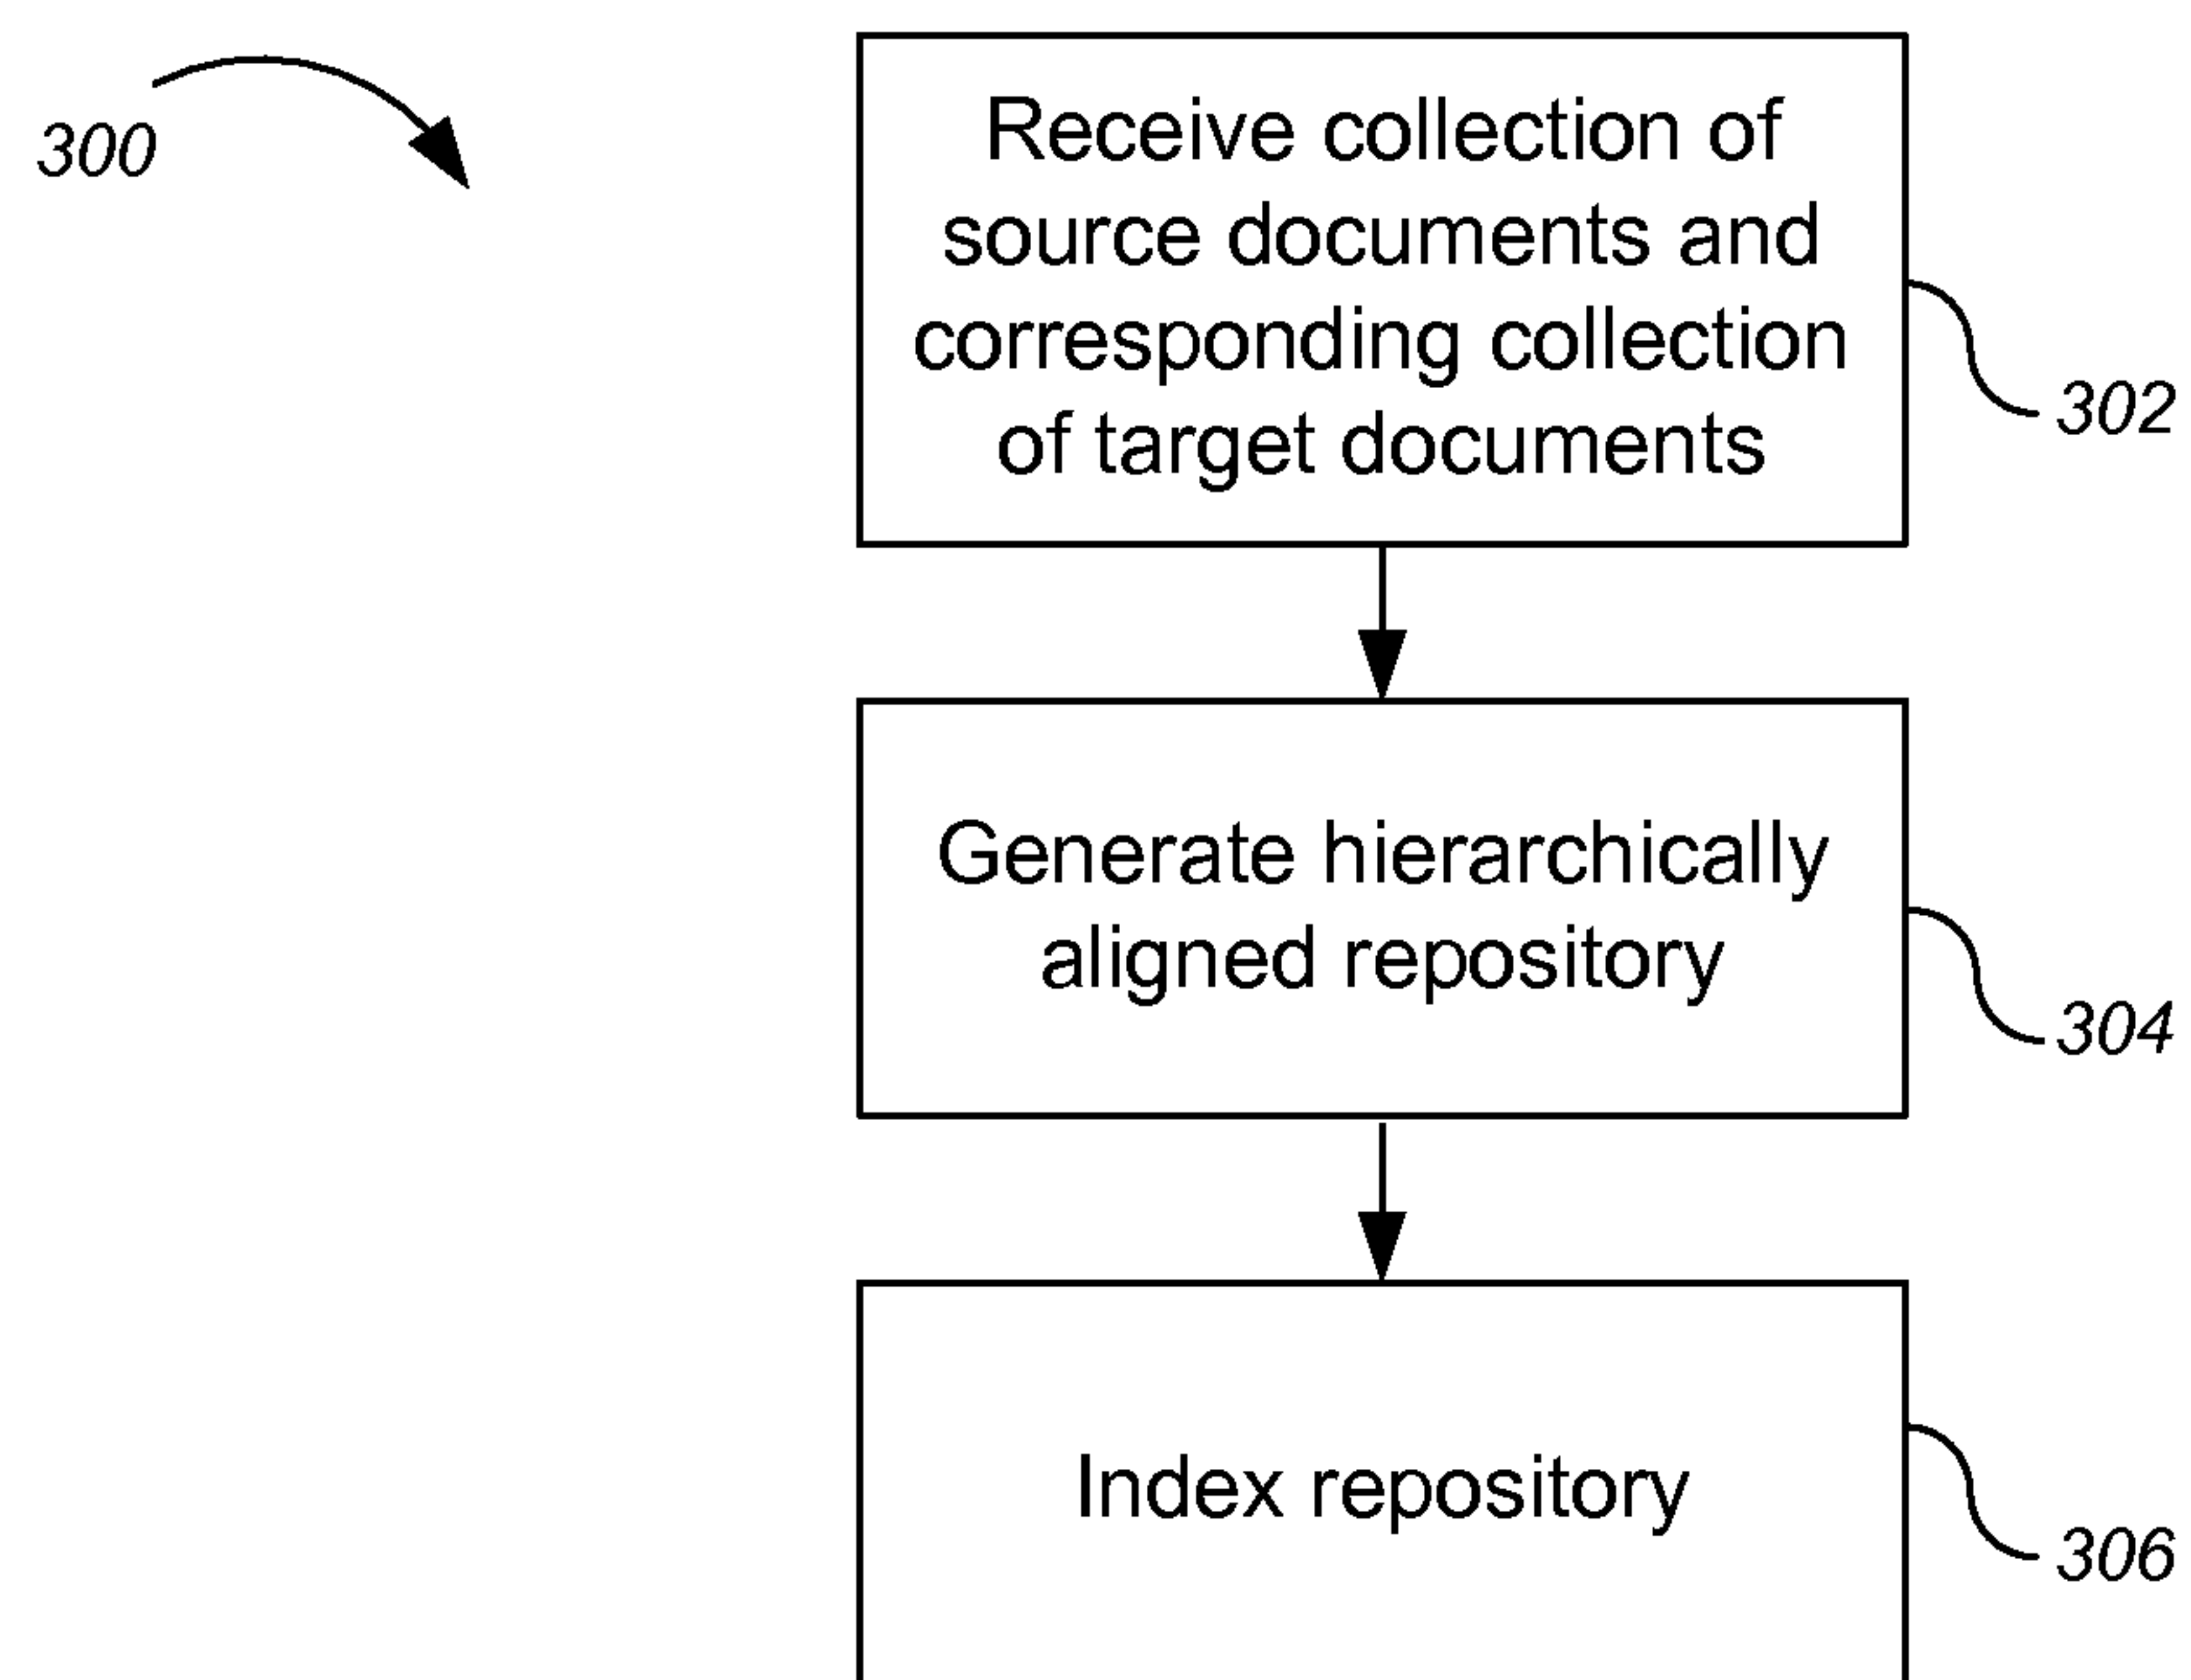 300
Receive collection of
source documents and
corresponding collection
of target documents
302
Generate hierarchically
aligned repository
304
Index repository
306